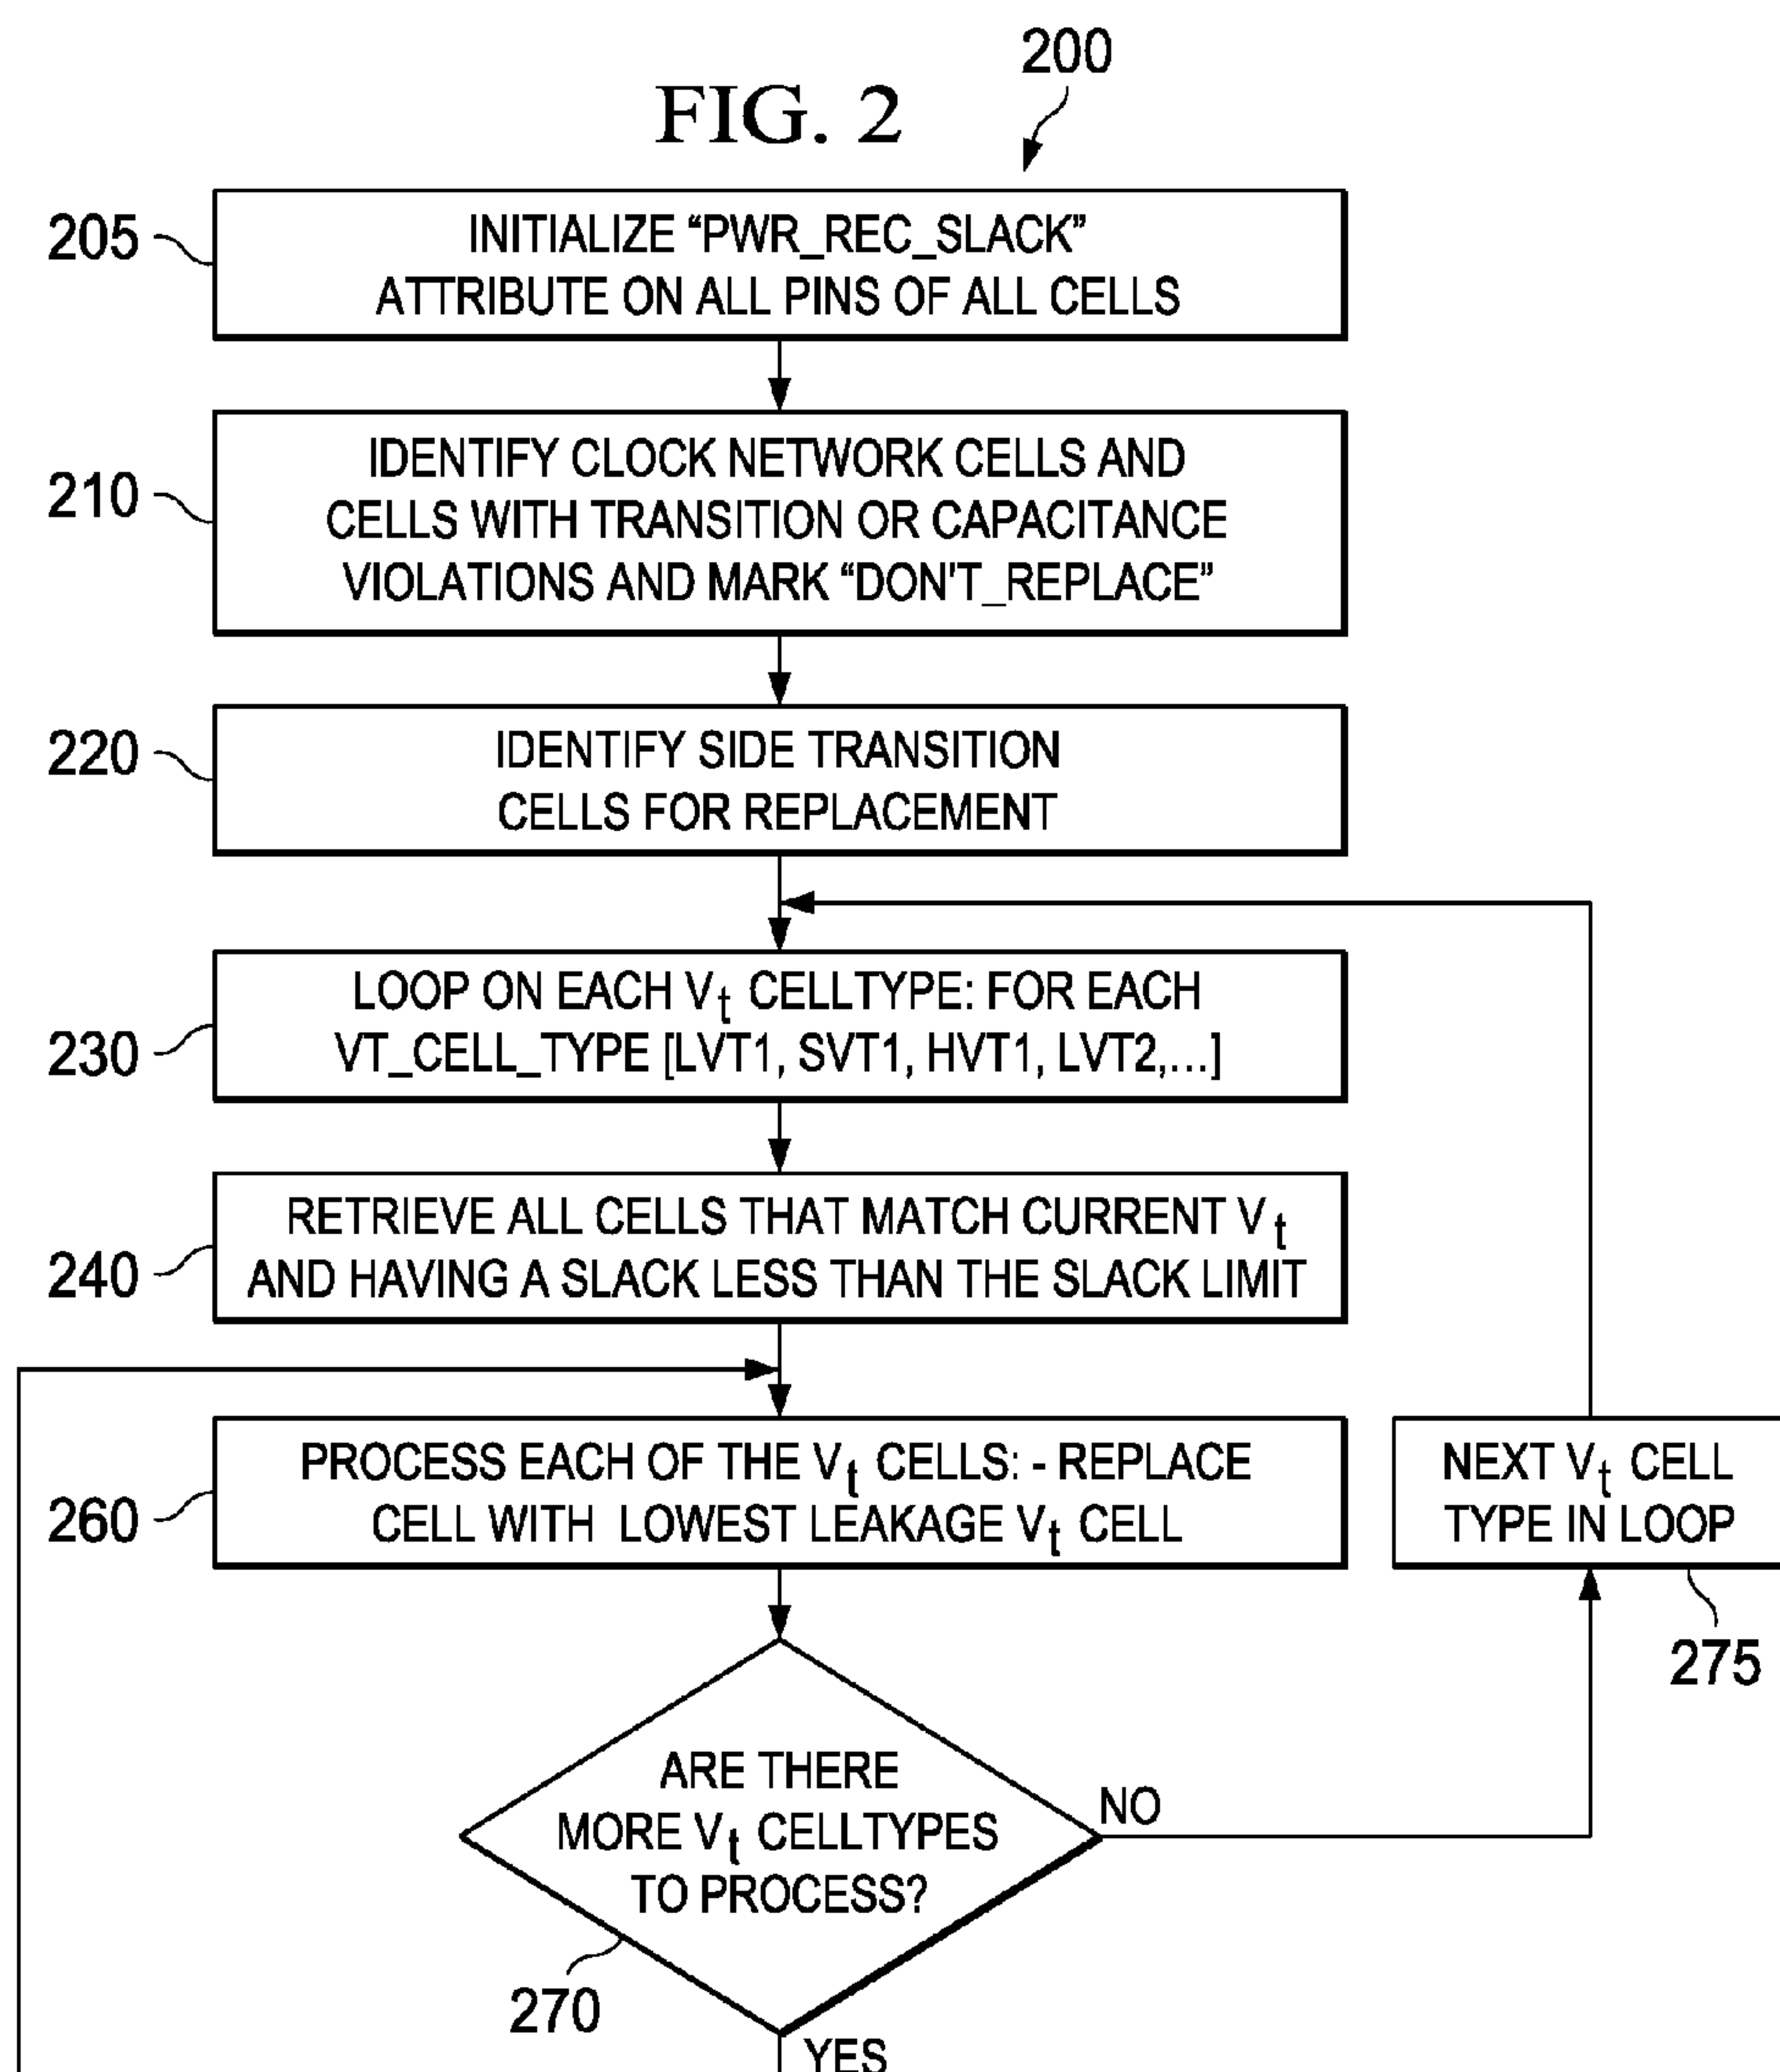 200
FIG. 2
205
INITIALIZE “PWR_REC_SLACK”
ATTRIBUTE ON ALL PINS OF ALL CELLS
210
IDENTIFY CLOCK NETWORK CELLS AND
CELLS WITH TRANSITION OR CAPACITANCE
VIOLATIONS AND MARK “DON'T_REPLACE”
220
IDENTIFY SIDE TRANSITION
CELLS FOR REPLACEMENT
230
LOOP ON EACH Vt CELLTYPE: FOR EACH
VT_CELL_TYPE [LVT1, SVT1, HVT1, LVT2,...]
240
RETRIEVE ALL CELLS THAT MATCH CURRENT Vt
AND HAVING A SLACK LESS THAN THE SLACK LIMIT
260
PROCESS EACH OF THE Vt CELLS: - REPLACE
CELL WITH LOWEST LEAKAGE Vt CELL
NEXT Vt CELL
TYPE IN LOOP
275
ARE THERE
MORE Vt CELLTYPES
TO PROCESS?
NO
270
YES